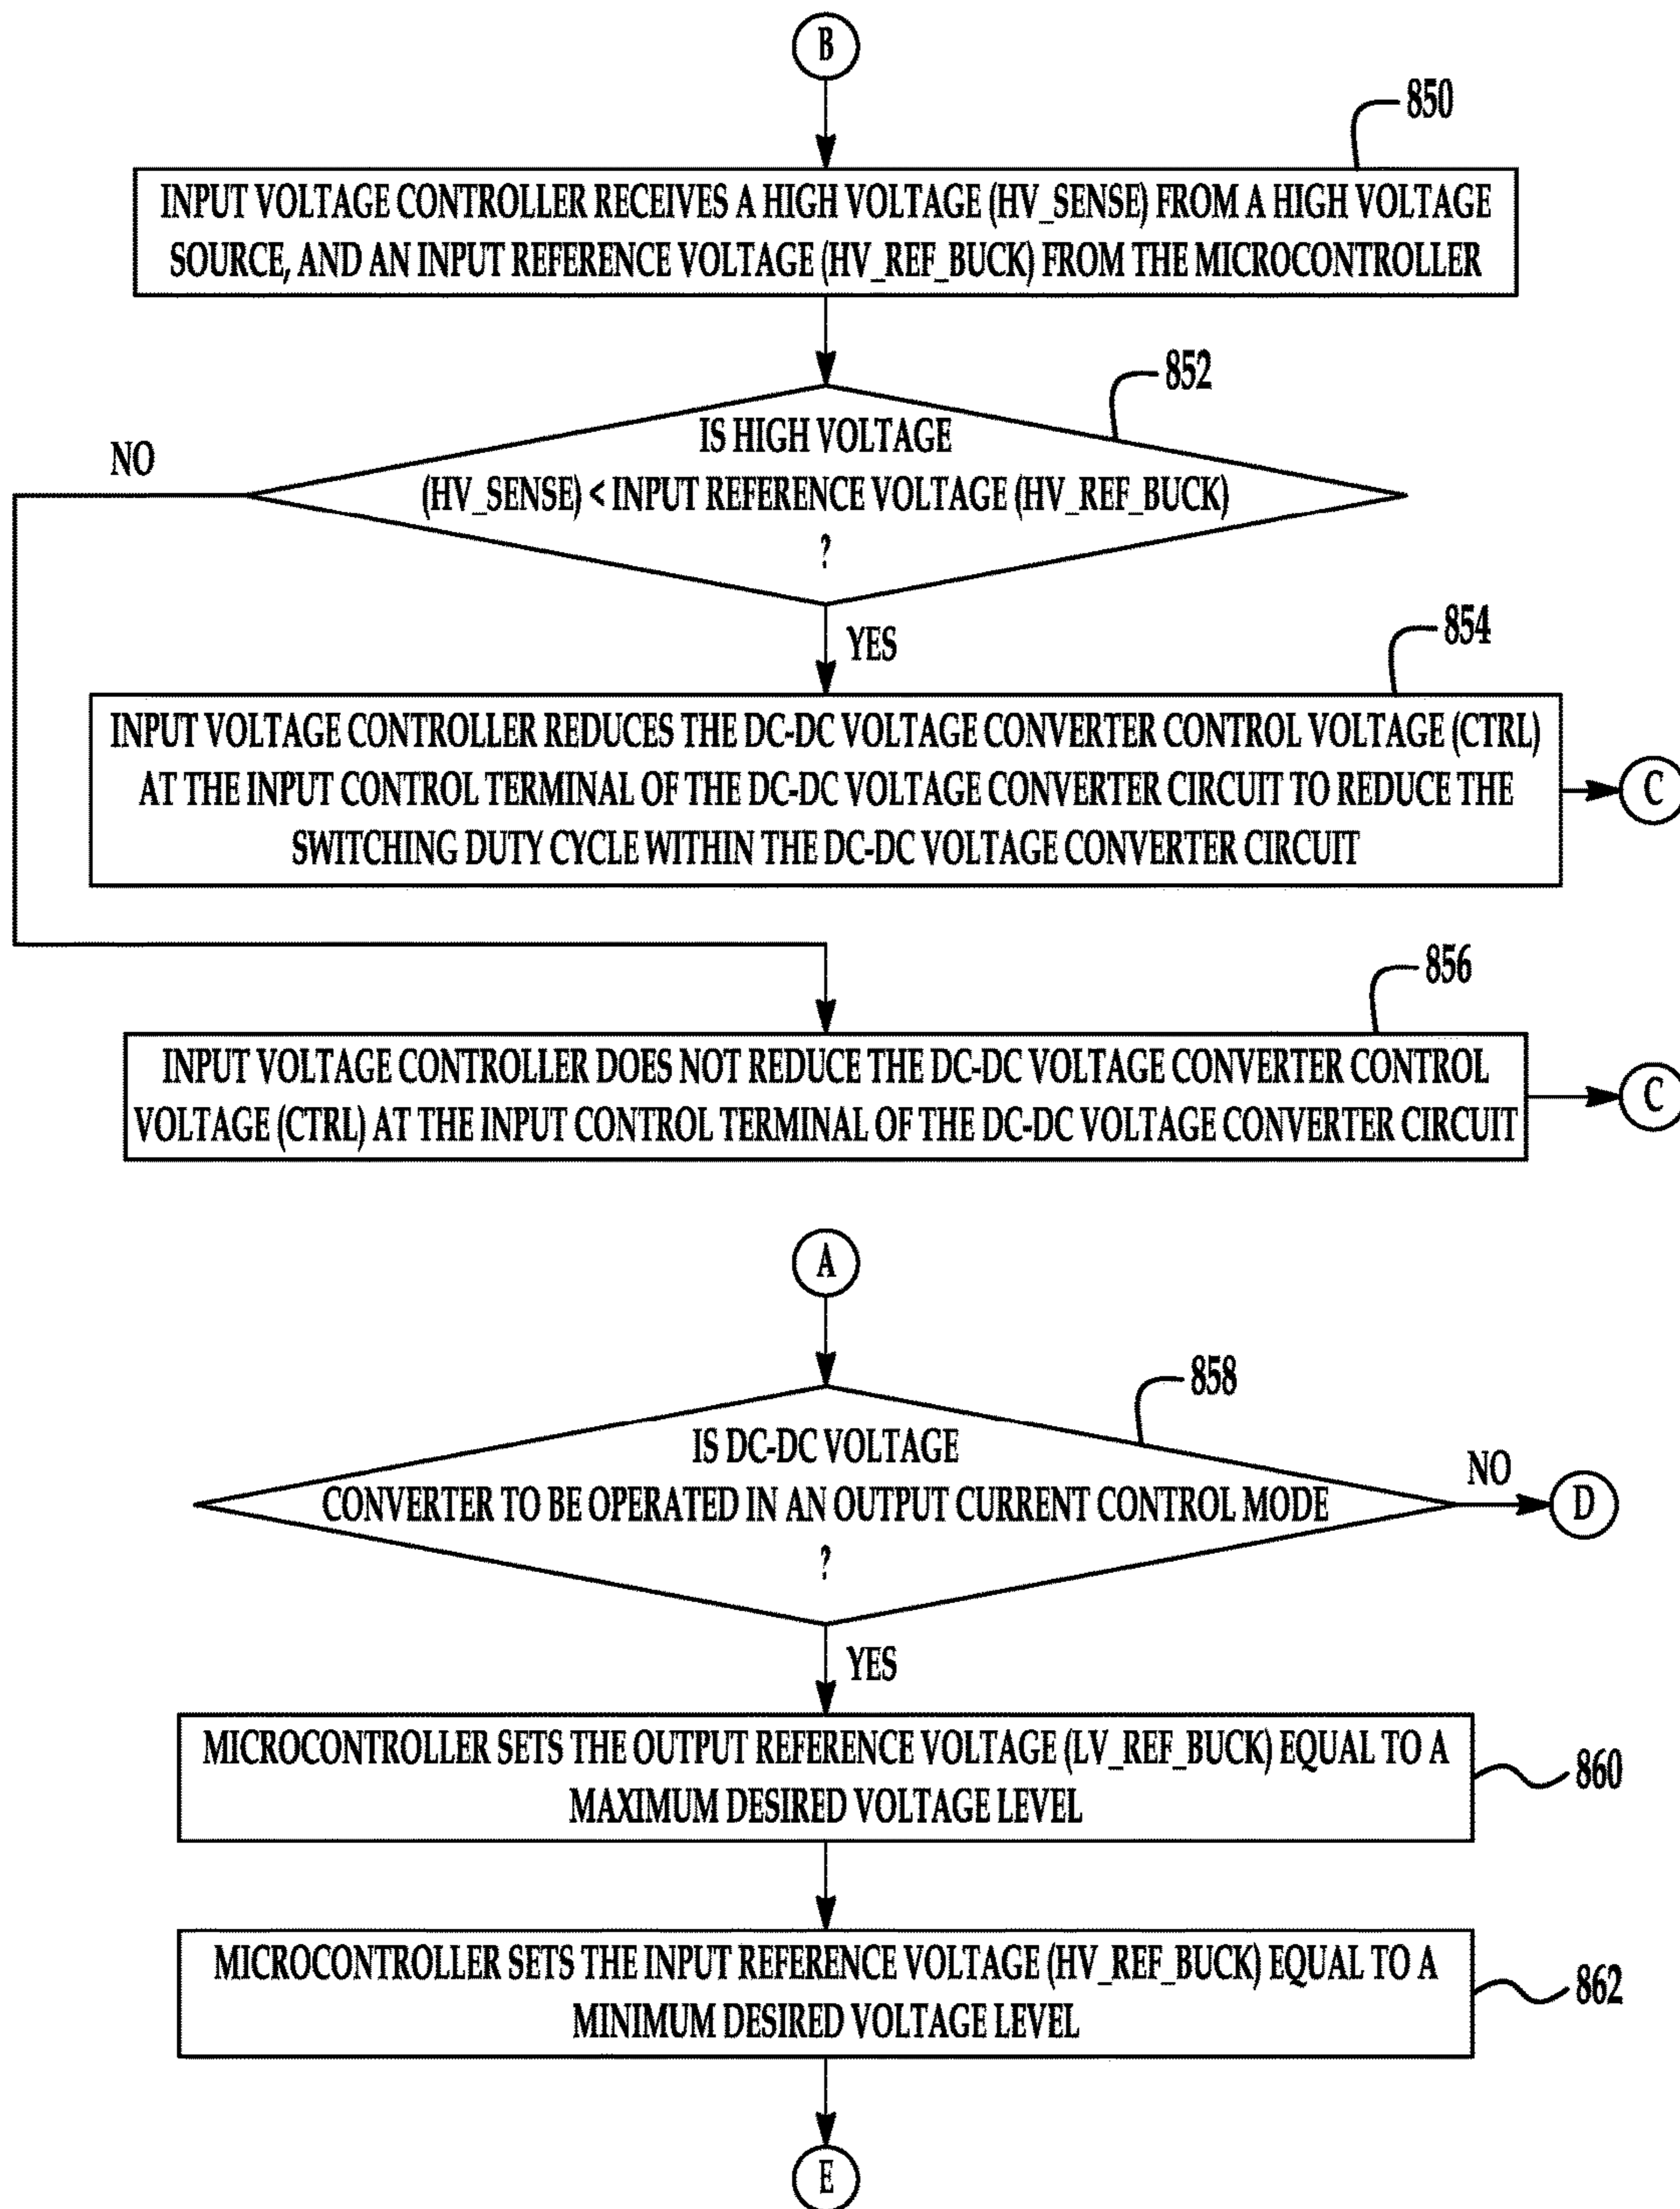 B
850
INPUT VOLTAGE CONTROLLER RECEIVES A HIGH VOLTAGE (HV_SENSE) FROM A HIGH VOLTAGE
SOURCE, AND AN INPUT REFERENCE VOLTAGE (HV_REF_BUCK) FROM THE MICROCONTROLLER
852
IS HIGH VOLTAGE
(HV_SENSE) < INPUT REFERENCE VOLTAGE (HV_REF_BUCK)
?
NO
YES
854
INPUT VOLTAGE CONTROLLER REDUCES THE DC-DC VOLTAGE CONVERTER CONTROL VOLTAGE (CTRL)
AT THE INPUT CONTROL TERMINAL OF THE DC-DC VOLTAGE CONVERTER CIRCUIT TO REDUCE THE
SWITCHING DUTY CYCLE WITHIN THE DC-DC VOLTAGE CONVERTER CIRCUIT
C
856
INPUT VOLTAGE CONTROLLER DOES NOT REDUCE THE DC-DC VOLTAGE CONVERTER CONTROL
VOLTAGE (CTRL) AT THE INPUT CONTROL TERMINAL OF THE DC-DC VOLTAGE CONVERTER CIRCUIT
C
A
858
IS DC-DC VOLTAGE
CONVERTER TO BE OPERATED IN AN OUTPUT CURRENT CONTROL MODE
?
NO
D
YES
MICROCONTROLLER SETS THE OUTPUT REFERENCE VOLTAGE (LV_REF_BUCK) EQUAL TO A
MAXIMUM DESIRED VOLTAGE LEVEL
860
MICROCONTROLLER SETS THE INPUT REFERENCE VOLTAGE (HV_REF_BUCK) EQUAL TO A
MINIMUM DESIRED VOLTAGE LEVEL
862
E